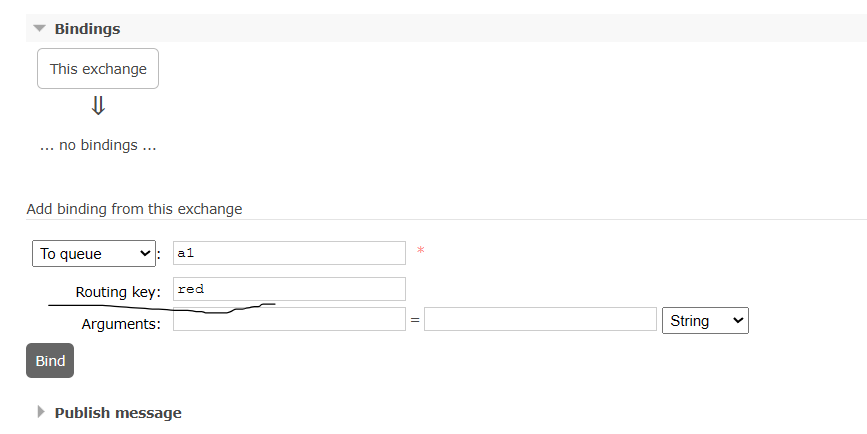 Bindings
This exchange
⇓
... no bindings ...
Add binding from this exchange
To queue : a1 *
Routing key: red
Arguments: = String
Bind
Publish message